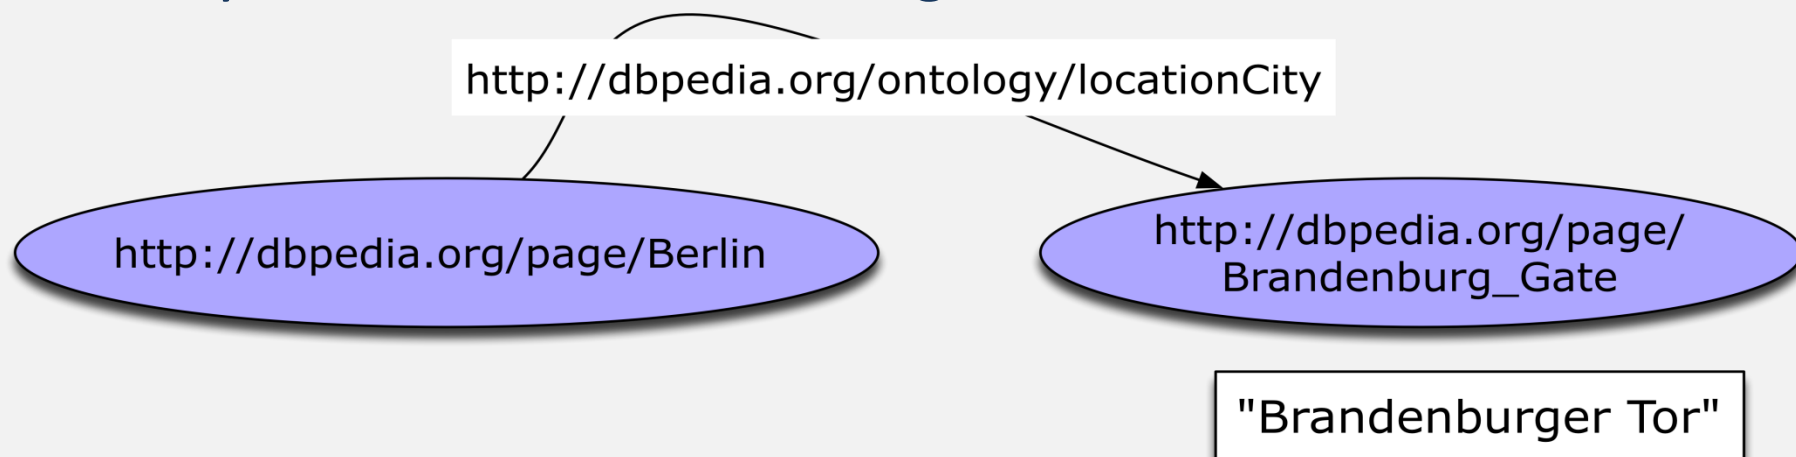 http://dbpedia.org/ontology/locationCity
http://dbpedia.org/page/Berlin
http://dbpedia.org/page/
Brandenburg_Gate
"Brandenburger Tor"